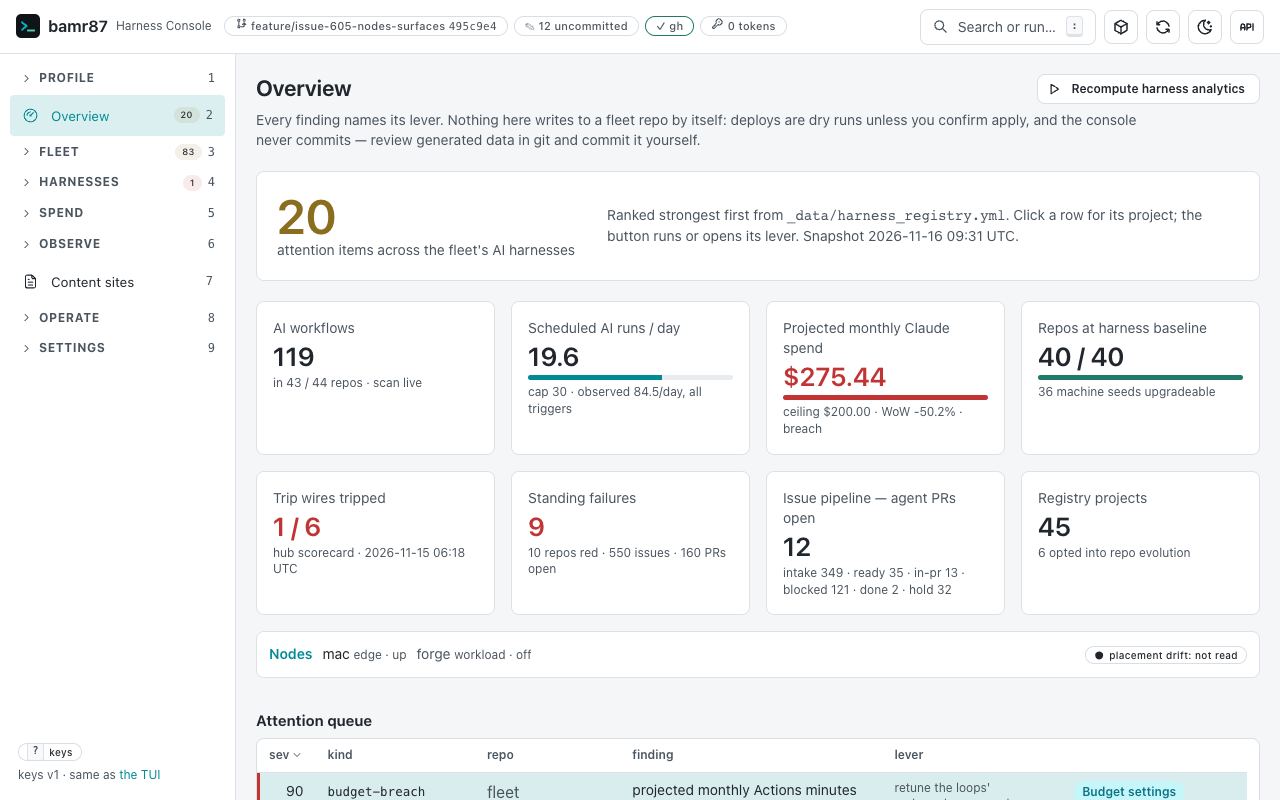 bamr87 Harness Console feature/issue-605-nodes-surfaces 495c9e4 12 uncommitted ✓ gh 0 tokens Search or run... : API
PROFILE 1
Overview 20 2
FLEET 83 3
HARNESSES 1 4
SPEND 5
OBSERVE 6
Content sites 7
OPERATE 8
SETTINGS 9
? keys
keys v1 · same as the TUI
Overview
Recompute harness analytics
Every finding names its lever. Nothing here writes to a fleet repo by itself: deploys are dry runs unless you confirm apply, and the console
never commits — review generated data in git and commit it yourself.
20
attention items across the fleet's AI harnesses
Ranked strongest first from _data/harness_registry.yml. Click a row for its project; the
button runs or opens its lever. Snapshot 2026-11-16 09:31 UTC.
AI workflows
119
in 43 / 44 repos · scan live
Scheduled AI runs / day
19.6
cap 30 · observed 84.5/day, all
triggers
Projected monthly Claude
spend
$275.44
ceiling $200.00 · WoW -50.2% ·
breach
Repos at harness baseline
40 / 40
36 machine seeds upgradeable
Trip wires tripped
1 / 6
hub scorecard · 2026-11-15 06:18
UTC
Standing failures
9
10 repos red · 550 issues · 160 PRs
open
Issue pipeline — agent PRs
open
12
intake 349 · ready 35 · in-pr 13 ·
blocked 121 · done 2 · hold 32
Registry projects
45
6 opted into repo evolution
Nodes mac edge · up forge workload · off
placement drift: not read
Attention queue
sev kind repo finding lever
90 budget-breach fleet projected monthly Actions minutes retune the loops' Budget settings